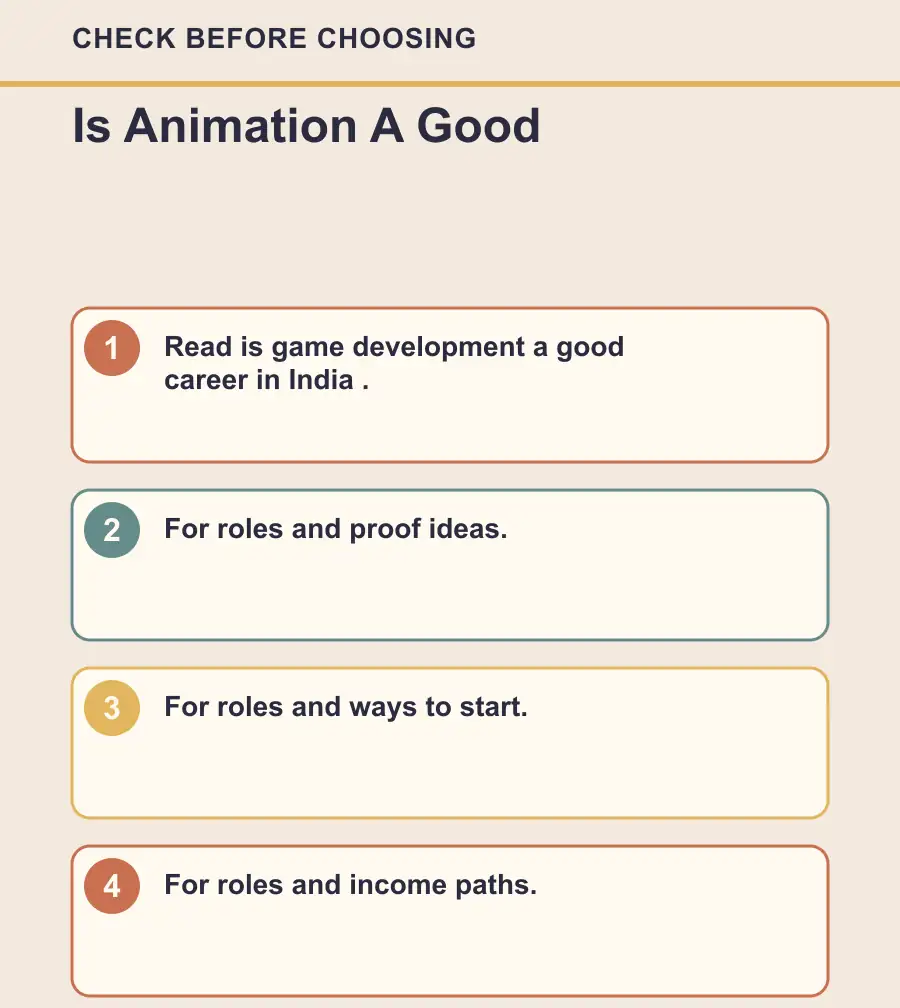 CHECK BEFORE CHOOSING
Is Animation A Good
1
Read is game development a good
career in India .
2
For roles and proof ideas.
3
For roles and ways to start.
4
For roles and income paths.